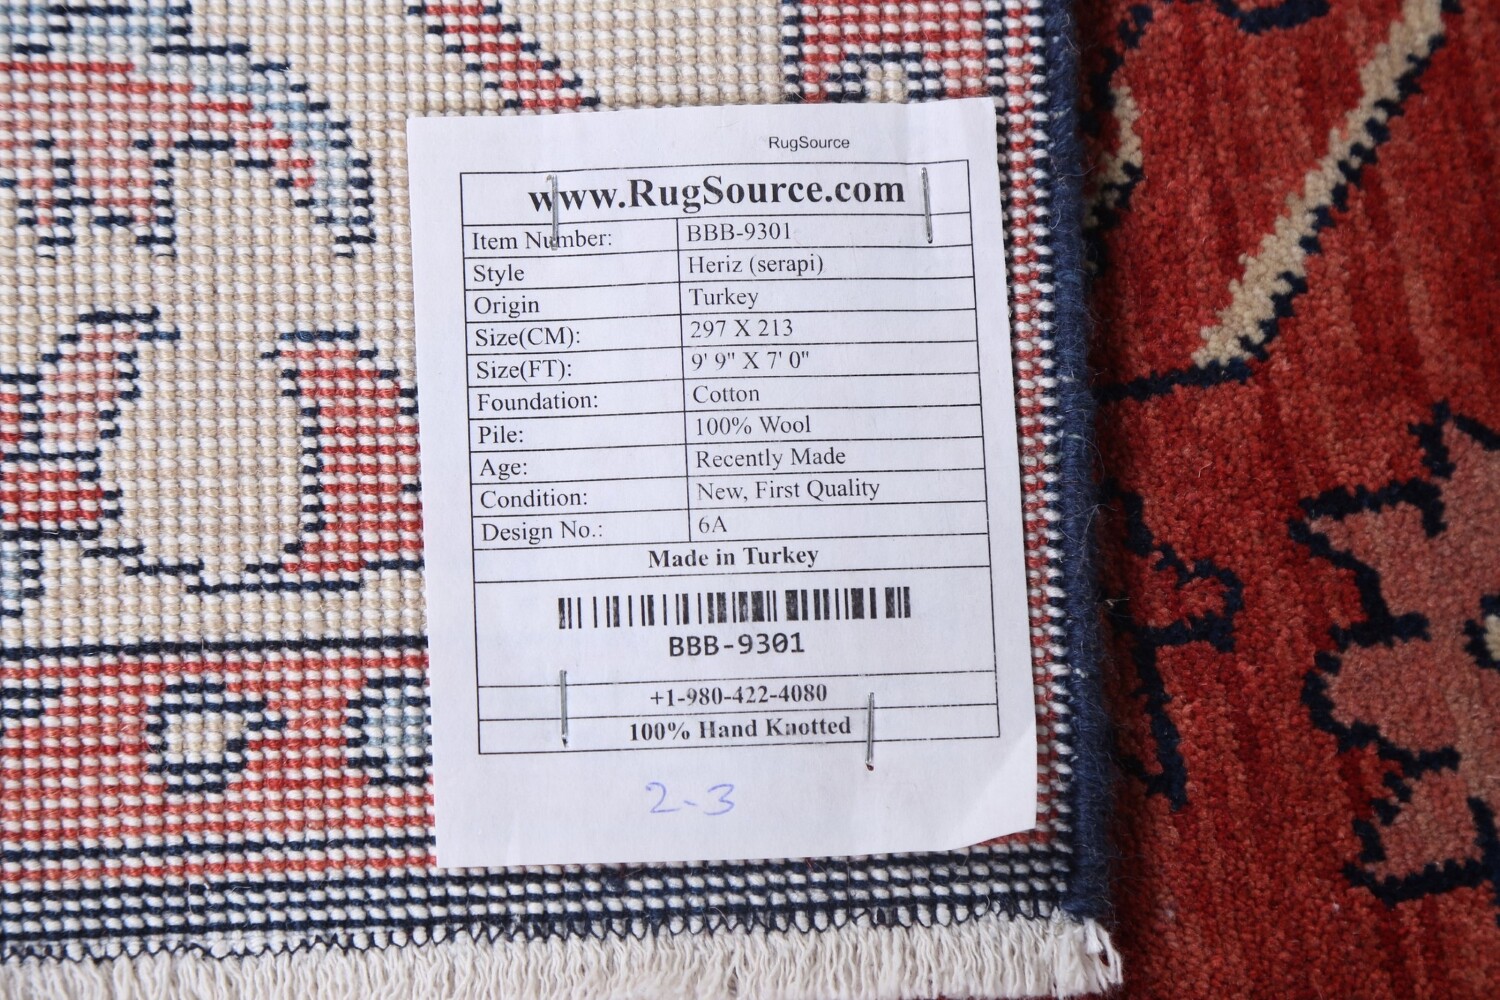 RugSource
www.RugSource.com
Item Number: BBB-9301
Style Heriz (serapi)
Origin Turkey
Size(CM): 297 X 213
Size(FT): 9' 9" X 7' 0"
Foundation: Cotton
Pile: 100% Wool
Age: Recently Made
Condition: New, First Quality
Design No.: 6A
Made in Turkey
BBB-9301
+1-980-422-4080
100% Hand Knotted
2-3